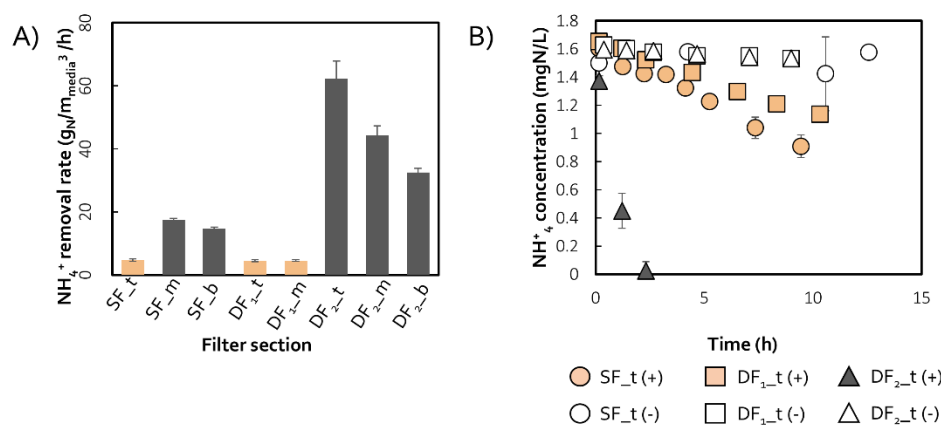 A)
NH₄⁺ removal rate (gN/mmedia³/h)
80
60
40
20
0
SF_t
SF_m
SF_b
DF₁_t
DF₁_m
DF₂_t
DF₂_m
DF₂_b
Filter section
B)
NH⁺₄ concentration (mgN/L)
1.8
1.6
1.4
1.2
1
0.8
0.6
0.4
0.2
0
0 5 10 15
Time (h)
SF_t (+) DF₁_t (+) DF₂_t (+)
SF_t (-) DF₁_t (-) DF₂_t (-)